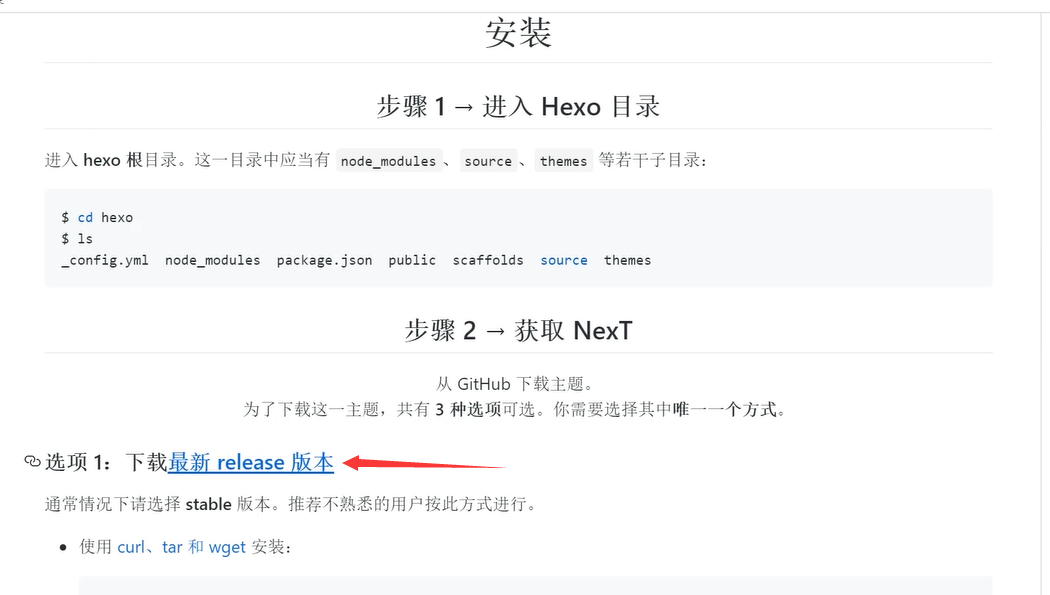 安装
步骤 1 → 进入 Hexo 目录
进入 hexo 根目录。这一目录中应当有 node_modules、source、themes 等若干子目录：
$ cd hexo
$ ls
_config.yml node_modules package.json public scaffolds source themes
步骤 2 → 获取 NexT
从 GitHub 下载主题。
为了下载这一主题，共有 3 种选项可选。你需要选择其中唯一一个方式。
选项 1：下载最新 release 版本
通常情况下请选择 stable 版本。推荐不熟悉的用户按此方式进行。
使用 curl、tar 和 wget 安装：